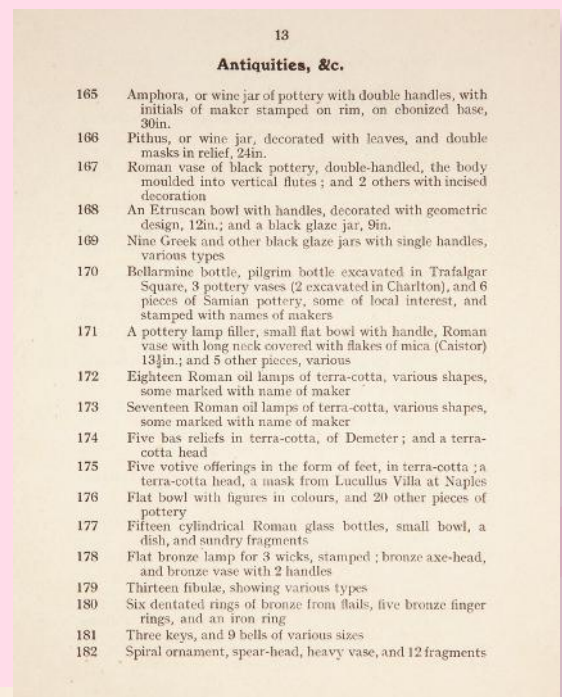 13
Antiquities, &c.
165 Amphora, or wine jar of pottery with double handles, with
initials of maker stamped on rim, on ebonized base,
30in.
166 Pithus, or wine jar, decorated with leaves, and double
masks in relief, 24in.
167 Roman vase of black pottery, double-handled, the body
moulded into vertical flutes ; and 2 others with incised
decoration
168 An Etruscan bowl with handles, decorated with geometric
design, 12in.; and a black glaze jar, 9in.
169 Nine Greek and other black glaze jars with single handles,
various types
170 Bellarmine bottle, pilgrim bottle excavated in Trafalgar
Square, 3 pottery vases (2 excavated in Charlton), and 6
pieces of Samian pottery, some of local interest, and
stamped with names of makers
171 A pottery lamp filler, small flat bowl with handle, Roman
vase with long neck covered with flakes of mica (Caistor)
13½in.; and 5 other pieces, various
172 Eighteen Roman oil lamps of terra-cotta, various shapes,
some marked with name of maker
173 Seventeen Roman oil lamps of terra-cotta, various shapes,
some marked with name of maker
174 Five bas reliefs in terra-cotta, of Demeter ; and a terra-
cotta head
175 Five votive offerings in the form of feet, in terra-cotta ; a
terra-cotta head, a mask from Lucullus Villa at Naples
176 Flat bowl with figures in colours, and 20 other pieces of
pottery
177 Fifteen cylindrical Roman glass bottles, small bowl, a
dish, and sundry fragments
178 Flat bronze lamp for 3 wicks, stamped ; bronze axe-head,
and bronze vase with 2 handles
179 Thirteen fibulæ, showing various types
180 Six dentated rings of bronze from flails, five bronze finger
rings, and an iron ring
181 Three keys, and 9 bells of various sizes
182 Spiral ornament, spear-head, heavy vase, and 12 fragments